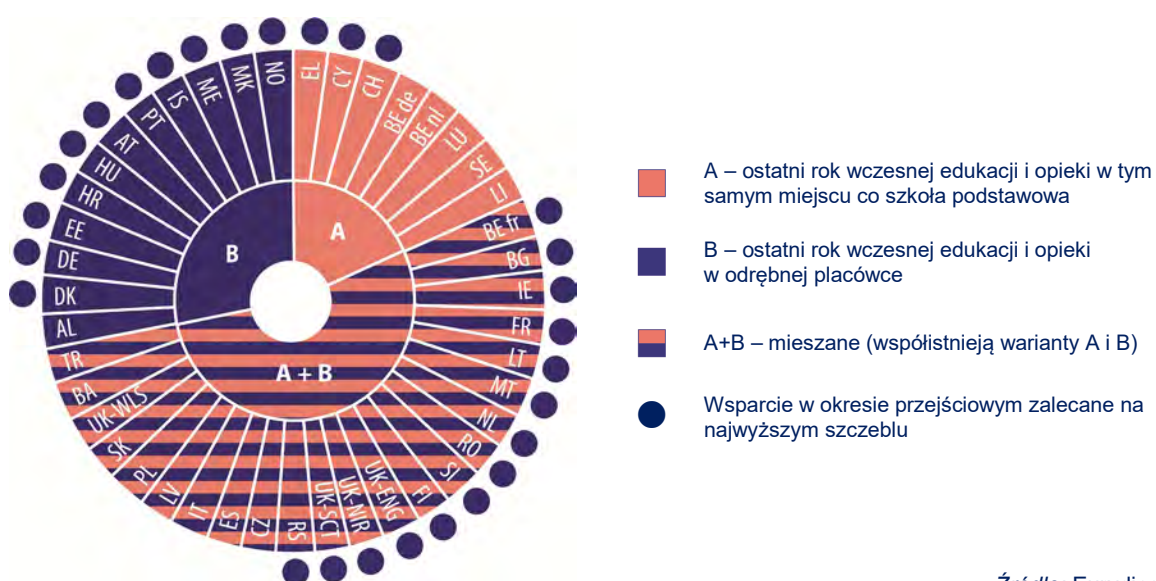 EL
CY
CH
BE de
BE nl
LU
SE
LI
BE fr
BG
IE
FR
LT
MT
NL
RO
SI
FI
UK-ENG
UK-NIR
UK-SCT
RS
CZ
ES
IT
LV
PL
SK
UK-WLS
BA
TR
AL
DK
DE
EE
HR
HU
AT
PT
IS
ME
MK
NO
A
B
A + B
A – ostatni rok wczesnej edukacji i opieki w tym
samym miejscu co szkoła podstawowa
B – ostatni rok wczesnej edukacji i opieki
w odrębnej placówce
A+B – mieszane (współistnieją warianty A i B)
Wsparcie w okresie przejściowym zalecane na
najwyższym szczeblu